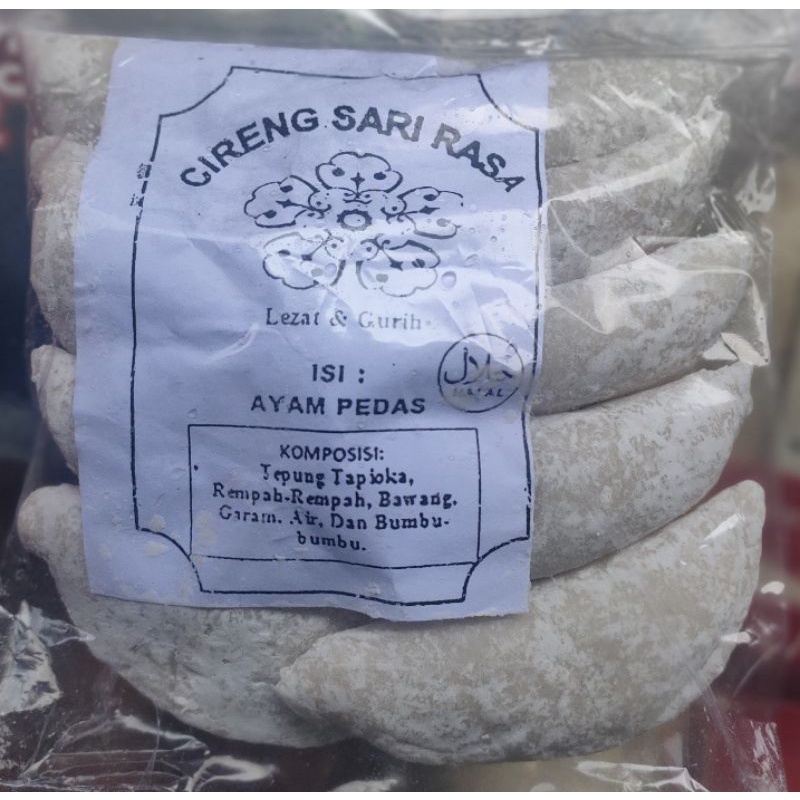 CIRENG SARI RASA
Lezat & Gurih
ISI :
AYAM PEDAS
حلال
HALAL
KOMPOSISI:
Tepung Tapioka,
Rempah-Rempah, Bawang,
Garam. Air, Dan Bumbu-
bumbu.